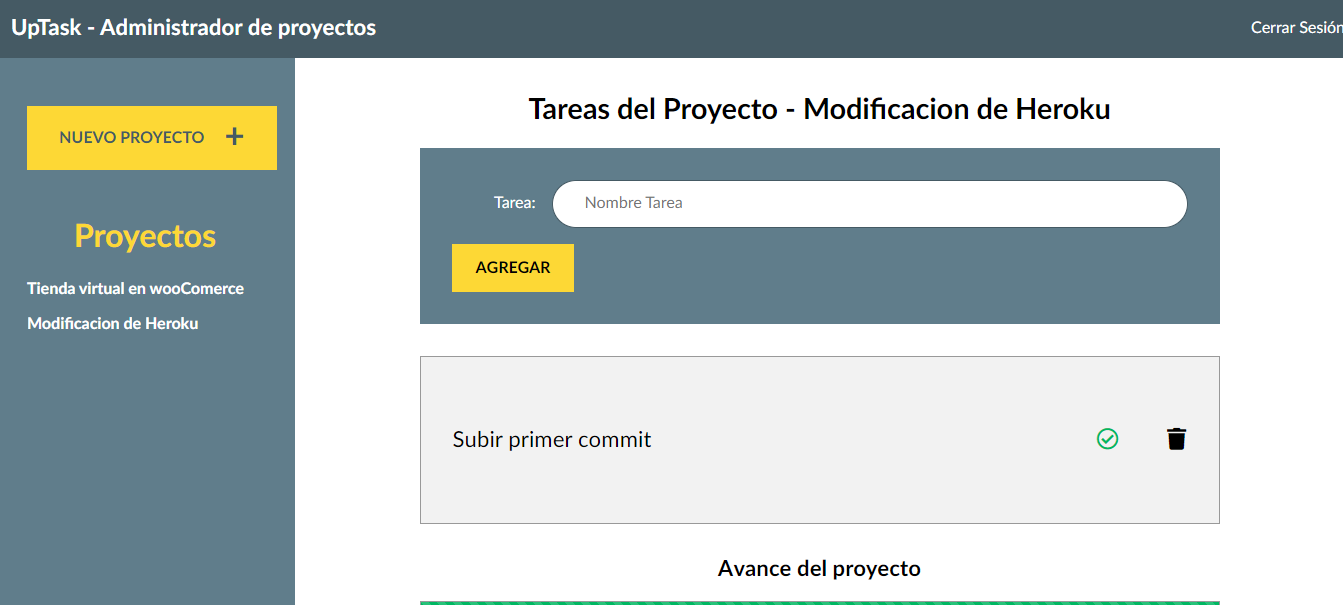 UpTask - Administrador de proyectos
Cerrar Sesión
NUEVO PROYECTO +
Proyectos
Tienda virtual en wooComerce
Modificacion de Heroku
Tareas del Proyecto - Modificacion de Heroku
Tarea: Nombre Tarea
AGREGAR
Subir primer commit
Avance del proyecto